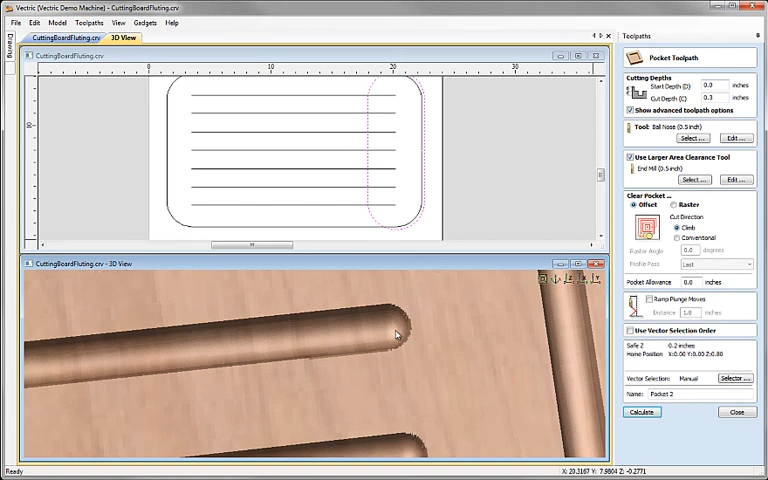 Vectric (Vectric Demo Machine) - CuttingBoardFluting.crv
File Edit Model Toolpaths View Gadgets Help
CuttingBoardFluting.crv 3D View
Drawing
CuttingBoardFluting.crv
0 10 20 30
10
CuttingBoardFluting.crv - 3D View
Z X Y
Ready
X: 20.3167 Y: 7.9804 Z:-0.2771
Toolpaths
Pocket Toolpath
Cutting Depths
Start Depth (D) 0.0 inches
Cut Depth (C) 0.3 inches
Show advanced toolpath options
Tool: Ball Nose (0.5 inch)
Select ... Edit ...
Use Larger Area Clearance Tool
End Mill (0.5 inch)
Select ... Edit ...
Clear Pocket ...
Offset Raster
Cut Direction
Climb
Conventional
Raster Angle 0.0 degrees
Profile Pass Last
Pocket Allowance 0.0 inches
Ramp Plunge Moves
Distance 1.0 inches
Use Vector Selection Order
Safe Z 0.2 inches
Home Position X:0.00 Y:0.00 Z:0.80
Vector Selection: Manual Selector ...
Name: Pocket 2
Calculate Close